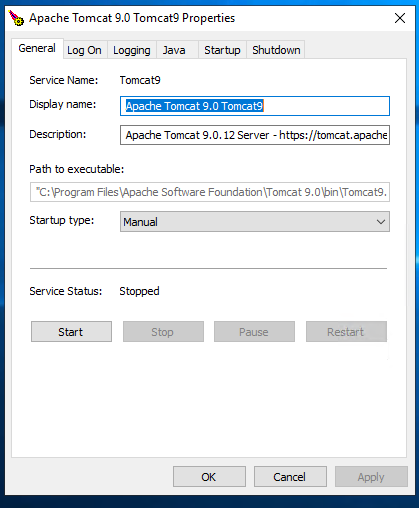 Apache Tomcat 9.0 Tomcat9 Properties
General Log On Logging Java Startup Shutdown
Service Name: Tomcat9
Display name: Apache Tomcat 9.0 Tomcat9
Description: Apache Tomcat 9.0.12 Server - https://tomcat.apache
Path to executable:
"C:\Program Files\Apache Software Foundation\Tomcat 9.0\bin\Tomcat9.
Startup type: Manual
Service Status: Stopped
Start Stop Pause Restart
OK Cancel Apply